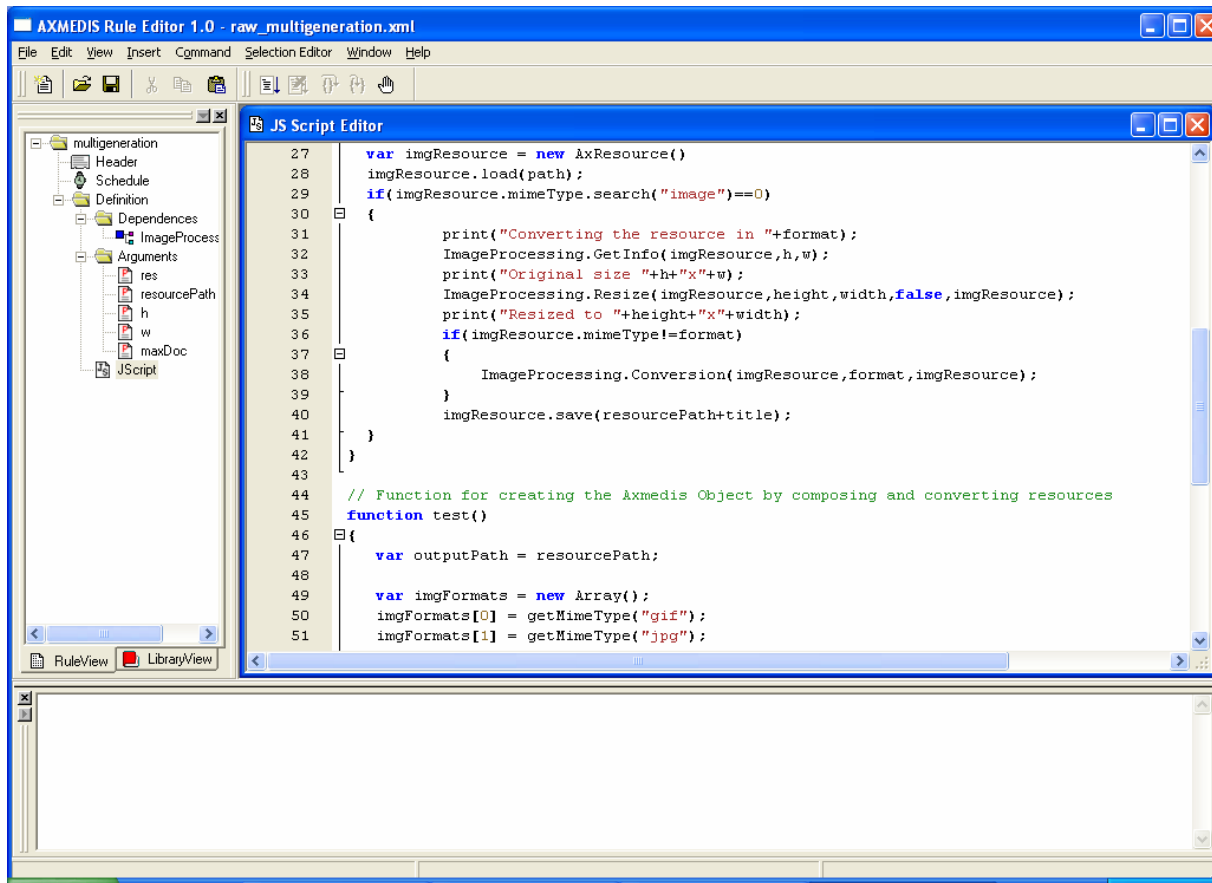 AXMEDIS Rule Editor 1.0 - raw_multigeneration.xml
File Edit View Insert Command Selection Editor Window Help
multigeneration
Header
Schedule
Definition
Dependences
ImageProcess
Arguments
res
resourcePath
h
w
maxDoc
JScript
RuleView LibraryView
JS Script Editor
27 var imgResource = new AxResource()
28 imgResource.load(path);
29 if(imgResource.mimeType.search("image")==0)
30 {
31 print("Converting the resource in "+format);
32 ImageProcessing.GetInfo(imgResource,h,w);
33 print("Original size "+h+"x"+w);
34 ImageProcessing.Resize(imgResource,height,width,false,imgResource);
35 print("Resized to "+height+"x"+width);
36 if(imgResource.mimeType!=format)
37 {
38 ImageProcessing.Conversion(imgResource,format,imgResource);
39 }
40 imgResource.save(resourcePath+title);
41 }
42 }
43
44 // Function for creating the Axmedis Object by composing and converting resources
45 function test()
46 {
47 var outputPath = resourcePath;
48
49 var imgFormats = new Array();
50 imgFormats[0] = getMimeType("gif");
51 imgFormats[1] = getMimeType("jpg");